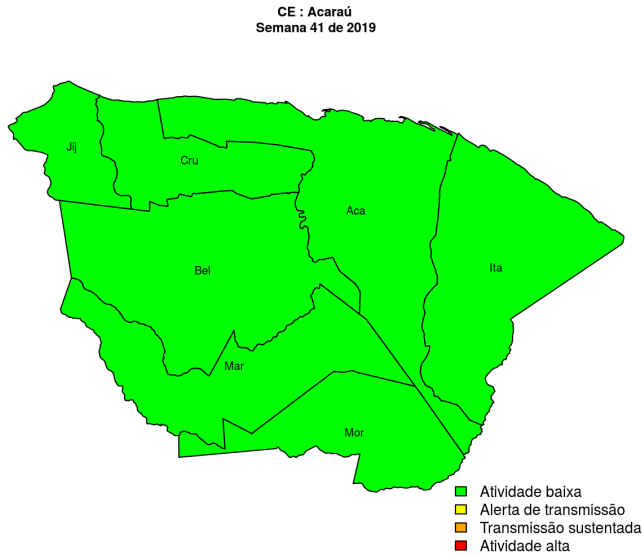 CE : Acaraú
Semana 41 de 2019
Jij
Cru
Aca
Bel
Ita
Mar
Mor
Atividade baixa
Alerta de transmissão
Transmissão sustentada
Atividade alta